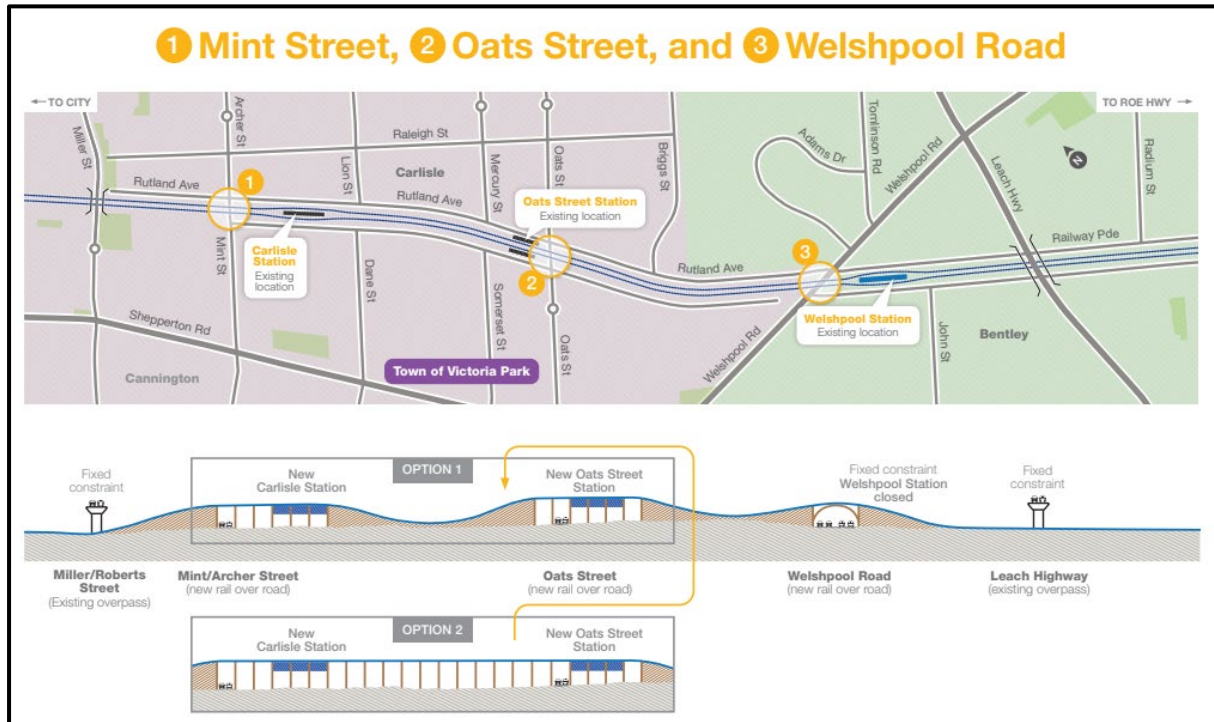 1 Mint Street, 2 Oats Street, and 3 Welshpool Road
← TO CITY
TO ROE HWY →
Miller St
Archer St
Raleigh St
Lion St
Carlisle
Mercury St
Oats St
Briggs St
Adams Dr
Tomlinson Rd
Welshpool Rd
Leach Hwy
N
Radium St
Rutland Ave
1
Rutland Ave
Oats Street Station
Existing location
Carlisle
Station
Existing
location
Mint St
Dane St
2
Somerset St
Oats St
Rutland Ave
3
Railway Pde
Welshpool Station
Existing location
Welshpool Rd
John St
Bentley
Shepperton Rd
Cannington
Town of Victoria Park
Fixed
constraint
New
Carlisle Station
OPTION 1
New Oats Street
Station
Fixed constraint
Welshpool Station
closed
Fixed
constraint
Miller/Roberts
Street
(Existing overpass)
Mint/Archer Street
(new rail over road)
Oats Street
(new rail over road)
Welshpool Road
(new rail over road)
Leach Highway
(existing overpass)
New
Carlisle Station
OPTION 2
New Oats Street
Station